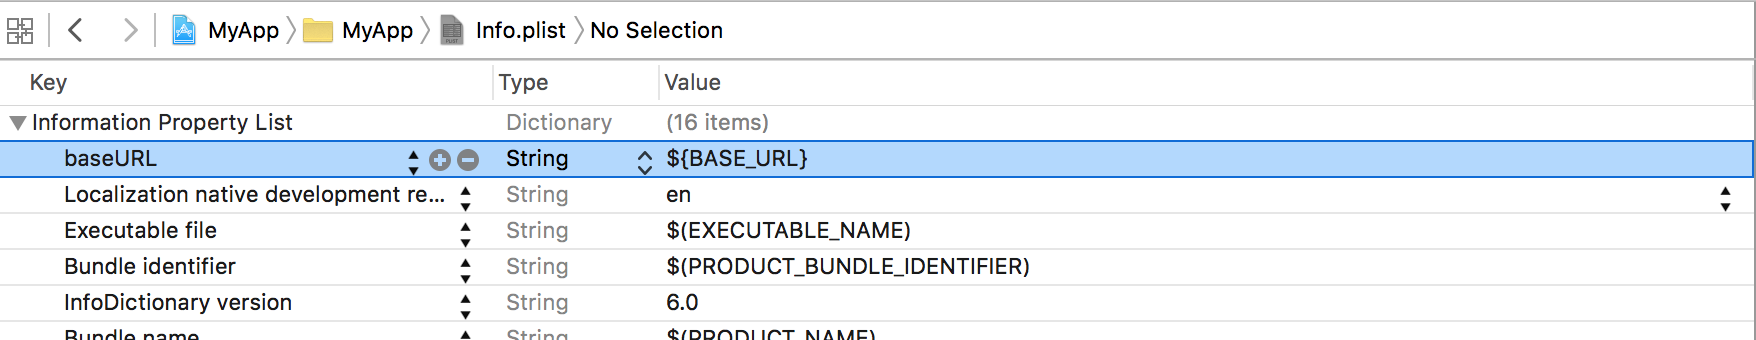 MyApp MyApp Info.plist No Selection
Key Type Value
Information Property List Dictionary (16 items)
baseURL String ${BASE_URL}
Localization native development re... String en
Executable file String $(EXECUTABLE_NAME)
Bundle identifier String $(PRODUCT_BUNDLE_IDENTIFIER)
InfoDictionary version String 6.0
Bundle name String $(PRODUCT_NAME)